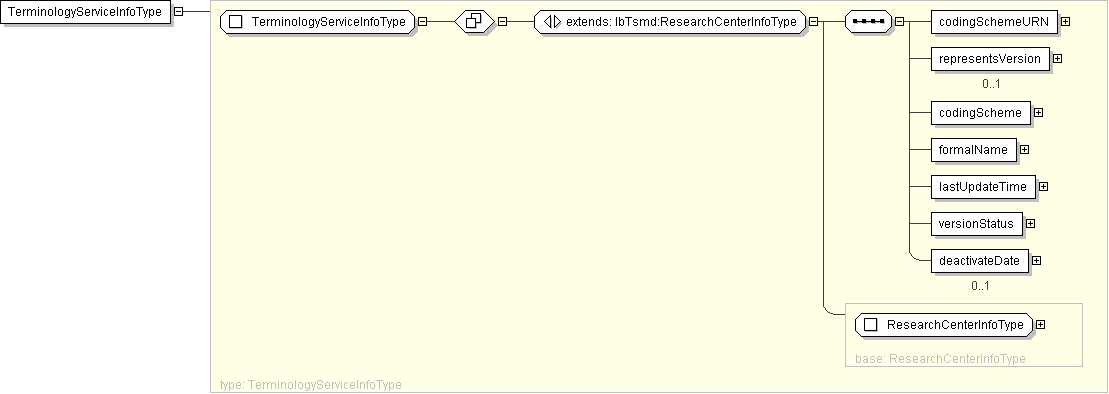 TerminologyServiceInfoType
TerminologyServiceInfoType
extends: lbTsmd:ResearchCenterInfoType
codingSchemeURN
representsVersion
0..1
codingScheme
formalName
lastUpdateTime
versionStatus
deactivateDate
0..1
ResearchCenterInfoType
base: ResearchCenterInfoType
type: TerminologyServiceInfoType